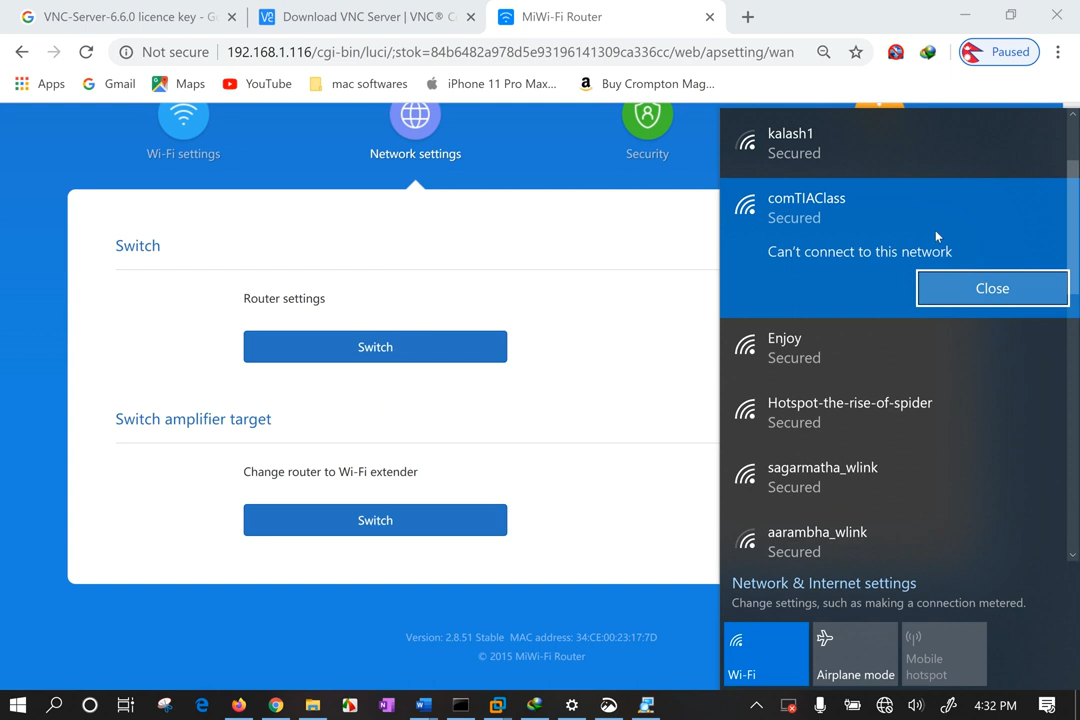 VNC-Server-6.6.0 licence key - G
Download VNC Server | VNC® C
MiWi-Fi Router
Not secure
192.168.1.116/cgi-bin/luci/;stok=84b6482a978d5e93196141309ca336cc/web/apsetting/wan
Paused
Apps
Gmail
Maps
YouTube
mac softwares
iPhone 11 Pro Max...
Buy Crompton Mag...
Wi-Fi settings
Network settings
Security
Switch
Router settings
Switch
Switch amplifier target
Change router to Wi-Fi extender
Switch
Version: 2.8.51 Stable MAC address: 34:CE:00:23:17:7D
© 2015 MiWi-Fi Router
kalash1
Secured
comTIAClass
Secured
Can't connect to this network
Close
Enjoy
Secured
Hotspot-the-rise-of-spider
Secured
sagarmatha_wlink
Secured
aarambha_wlink
Secured
Network & Internet settings
Change settings, such as making a connection metered.
Wi-Fi
Airplane mode
Mobile
hotspot
4:32 PM